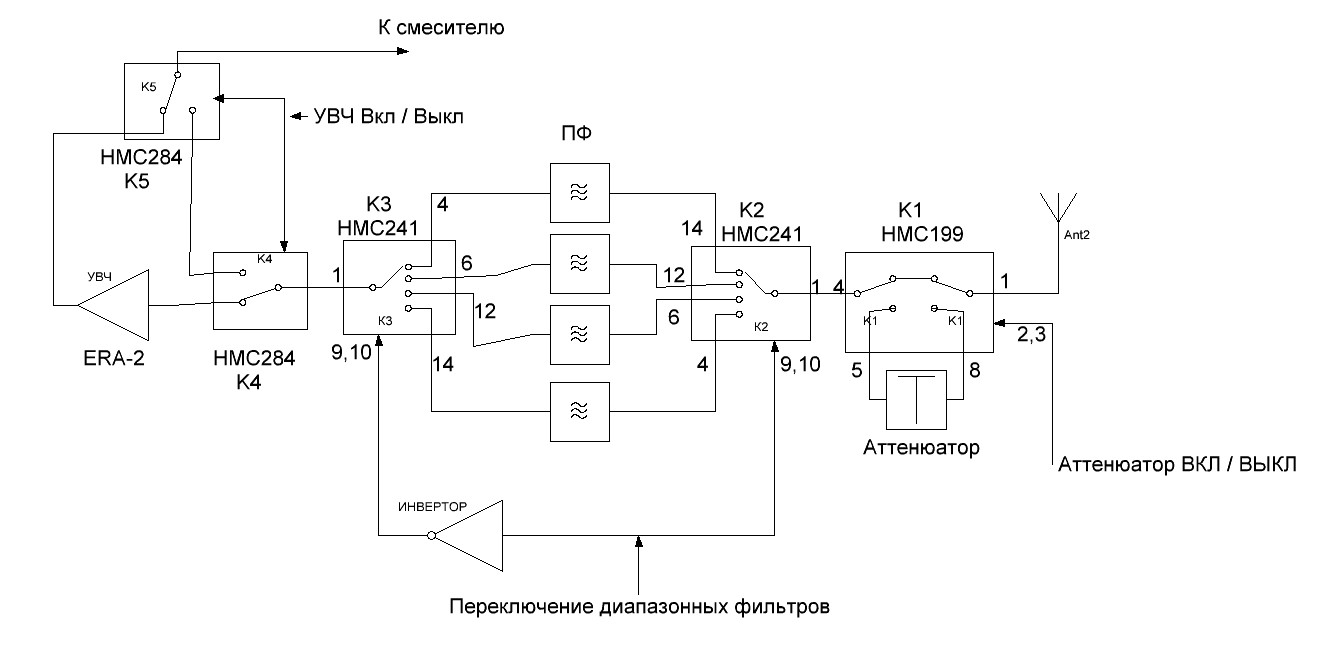 К смесителю
K5
УВЧ Вкл / Выкл
HMC284
K5
ПФ
K3
HMC241
4
6
12
14
1
K3
9,10
K4
HMC284
K4
УВЧ
ERA-2
14
12
6
4
K2
HMC241
K2
1
9,10
K1
HMC199
4
1
K1
K1
2,3
5
8
Ant2
Аттенюатор
Аттенюатор ВКЛ / ВЫКЛ
ИНВЕРТОР
Переключение диапазонных фильтров